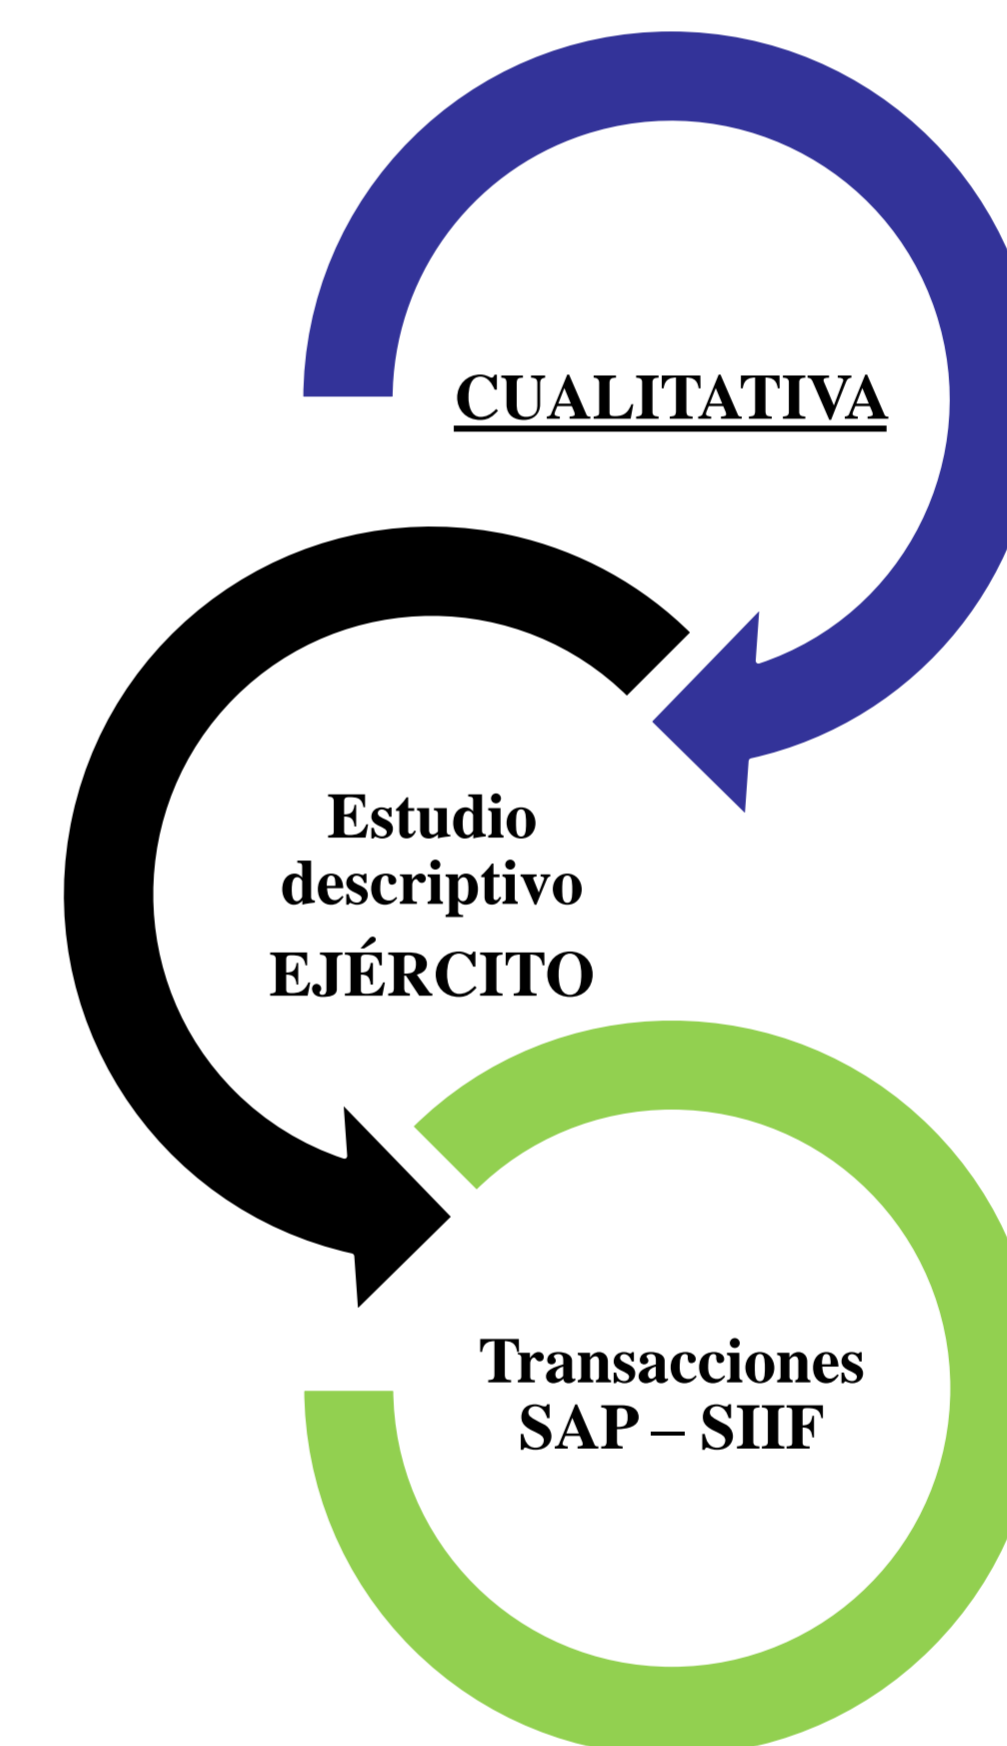 CUALITATIVA
Estudio
descriptivo
EJÉRCITO
Transacciones
SAP – SIIF